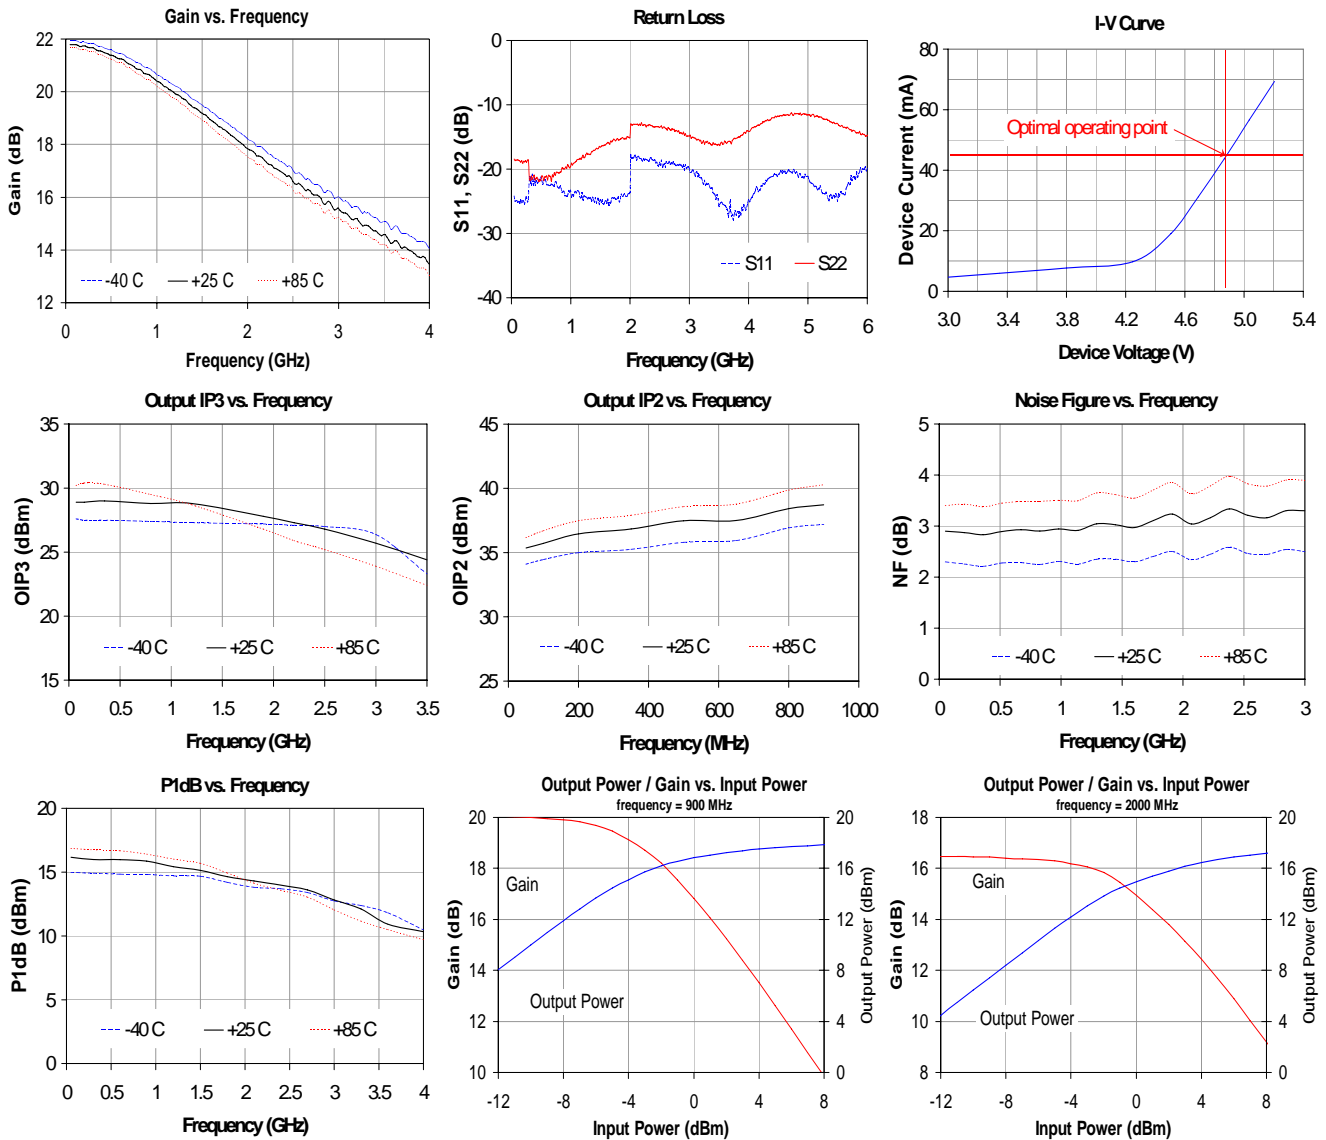 Gain vs. Frequency
22
20
18
16
14
12
Gain (dB)
-40 C
+25 C
+85 C
0 1 2 3 4
Frequency (GHz)
Return Loss
0
-10
-20
-30
-40
S11, S22 (dB)
S11
S22
0 1 2 3 4 5 6
Frequency (GHz)
I-V Curve
80
60
40
20
0
Device Current (mA)
Optimal operating point
3.0 3.4 3.8 4.2 4.6 5.0 5.4
Device Voltage (V)
Output IP3 vs. Frequency
35
30
25
20
15
OIP3 (dBm)
-40 C
+25 C
+85 C
0 0.5 1 1.5 2 2.5 3 3.5
Frequency (GHz)
Output IP2 vs. Frequency
45
40
35
30
25
OIP2 (dBm)
-40 C
+25 C
+85 C
0 200 400 600 800 1000
Frequency (MHz)
Noise Figure vs. Frequency
5
4
3
2
1
0
NF (dB)
-40 C
+25 C
+85 C
0 0.5 1 1.5 2 2.5 3
Frequency (GHz)
P1dB vs. Frequency
20
15
10
5
0
P1dB (dBm)
-40 C
+25 C
+85 C
0 0.5 1 1.5 2 2.5 3 3.5 4
Frequency (GHz)
Output Power / Gain vs. Input Power
frequency = 900 MHz
20
18
16
14
12
10
Gain (dB)
Gain
Output Power
20
16
12
8
4
0
Output Power (dBm)
-12 -8 -4 0 4 8
Input Power (dBm)
Output Power / Gain vs. Input Power
frequency = 2000 MHz
18
16
14
12
10
8
Gain (dB)
Gain
Output Power
20
16
12
8
4
0
Output Power (dBm)
-12 -8 -4 0 4 8
Input Power (dBm)